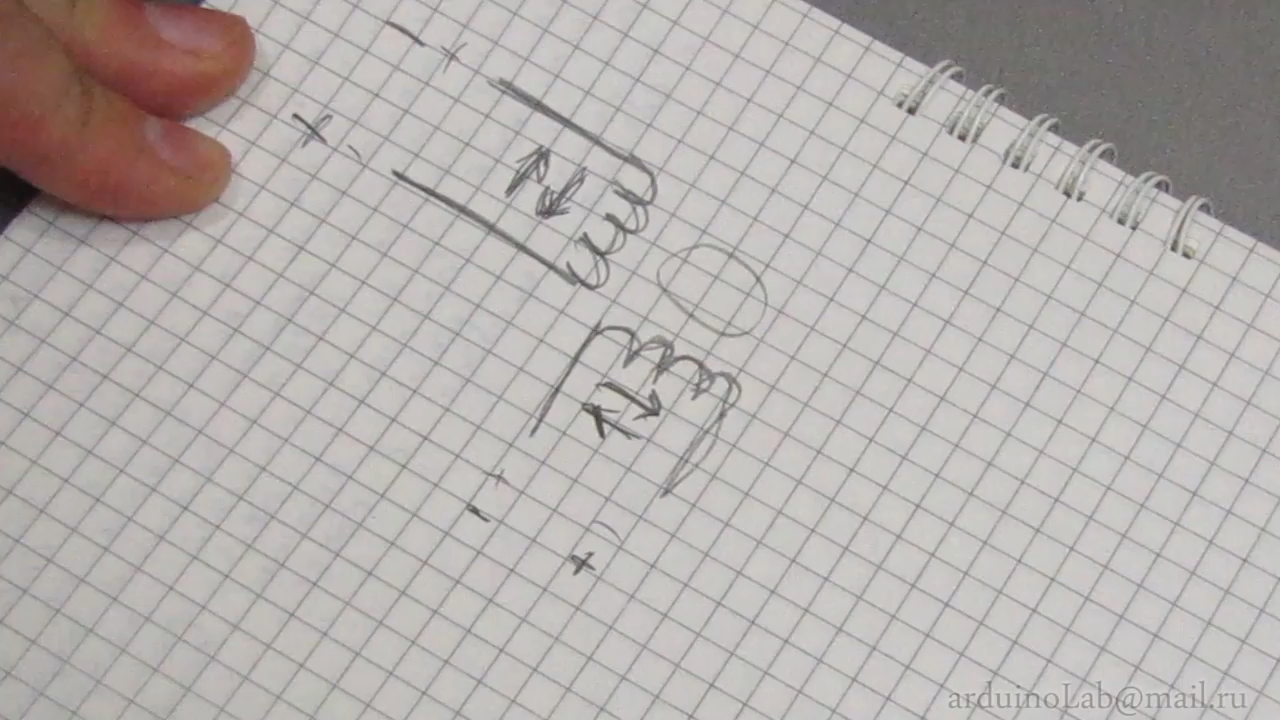 - +
+ -
- +
+ -
arduinoLab@mail.ru